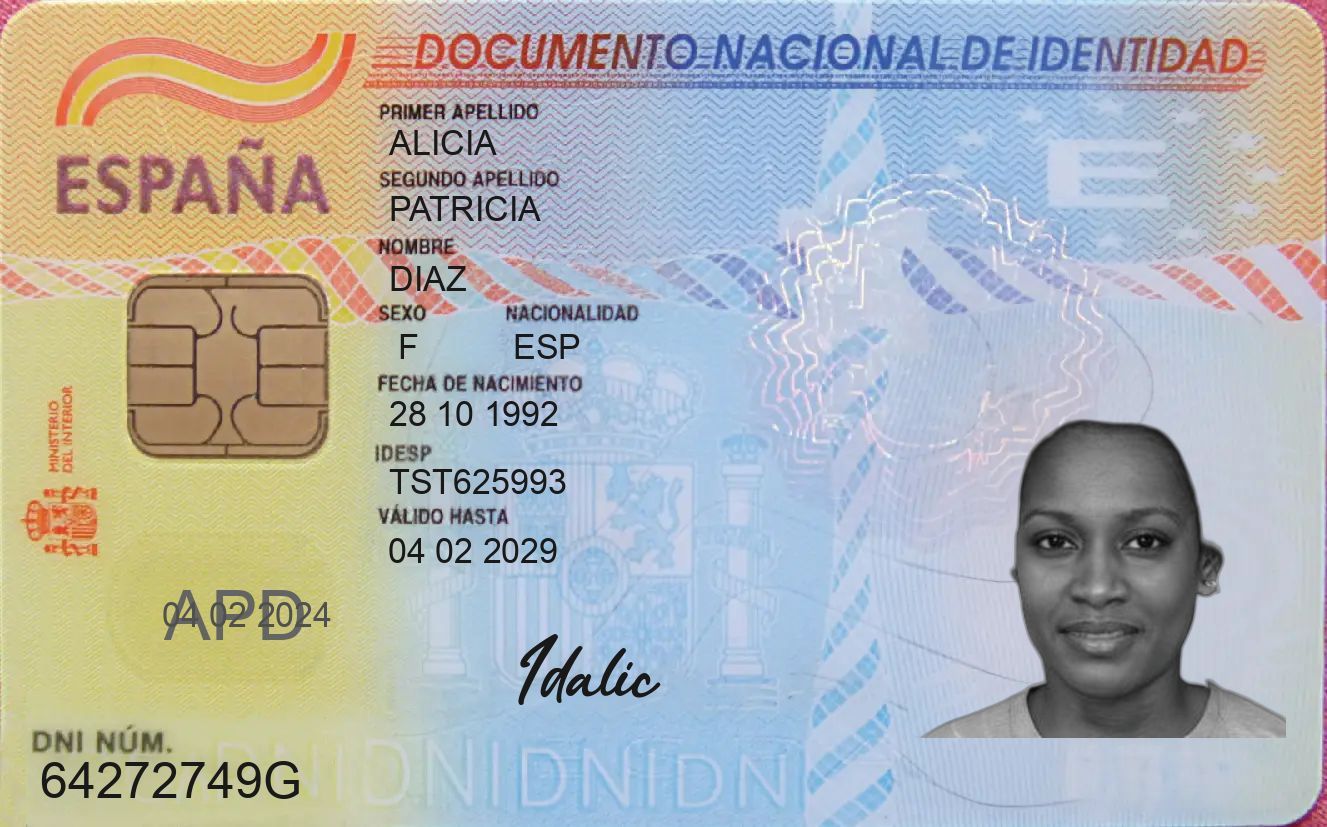 DOCUMENTO NACIONAL DE IDENTIDAD
ESPAÑA
PRIMER APELLIDO
ALICIA
SEGUNDO APELLIDO
PATRICIA
NOMBRE
DIAZ
SEXO NACIONALIDAD
F ESP
FECHA DE NACIMIENTO
28 10 1992
IDESP
TST625993
VÁLIDO HASTA
04 02 2029
MINISTERIO
DEL INTERIOR
E
APD
04 02 2024
Idalic
DNI NÚM.
64272749G
DNIDNIDNIDNI